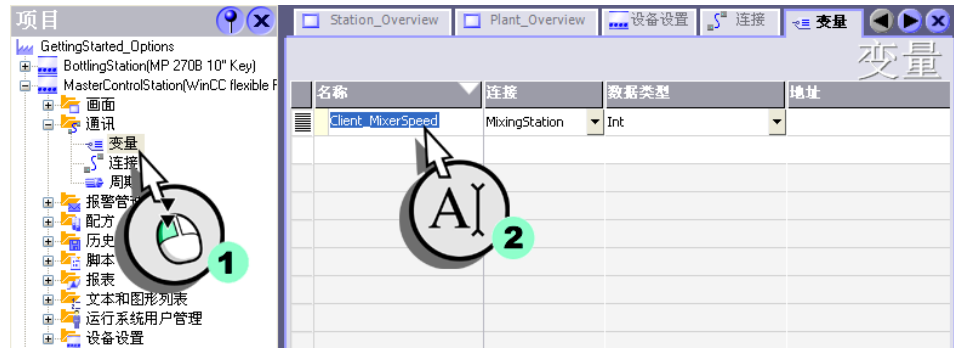 项目
GettingStarted_Options
BottlingStation(MP 270B 10" Key)
MasterControlStation(WinCC flexible
画面
通讯
变量
连接
周期
报警管
配方
历史
脚本
报表
文本和图形列表
运行系统用户管理
设备设置
1
Station_Overview
Plant_Overview
设备设置
连接
变量
变量
名称 连接 数据类型 地址
Client_MixerSpeed MixingStation Int
A
2